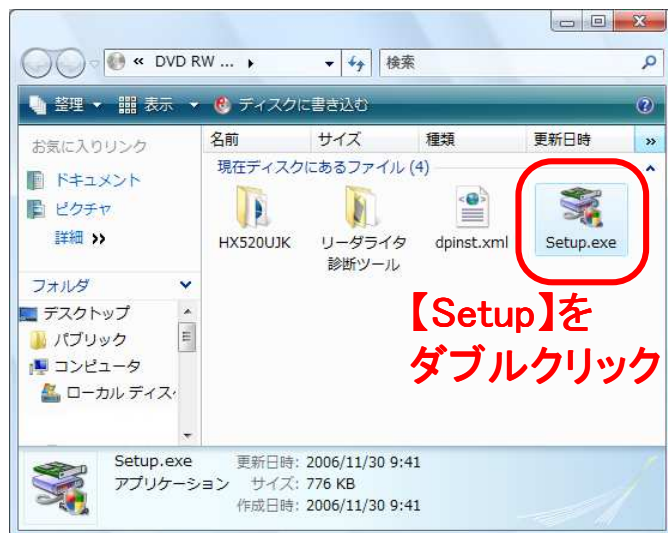 « DVD RW ...
検索
整理 表示 ディスクに書き込む
お気に入りリンク
ドキュメント
ピクチャ
詳細 »
フォルダ
デスクトップ
パブリック
コンピュータ
ローカル ディス
名前 サイズ 種類 更新日時 »
現在ディスクにあるファイル (4)
HX520UJK
リーダライタ
診断ツール
dpinst.xml
Setup.exe
【Setup】を
ダブルクリック
Setup.exe 更新日時: 2006/11/30 9:41
アプリケーション サイズ: 776 KB
作成日時: 2006/11/30 9:41